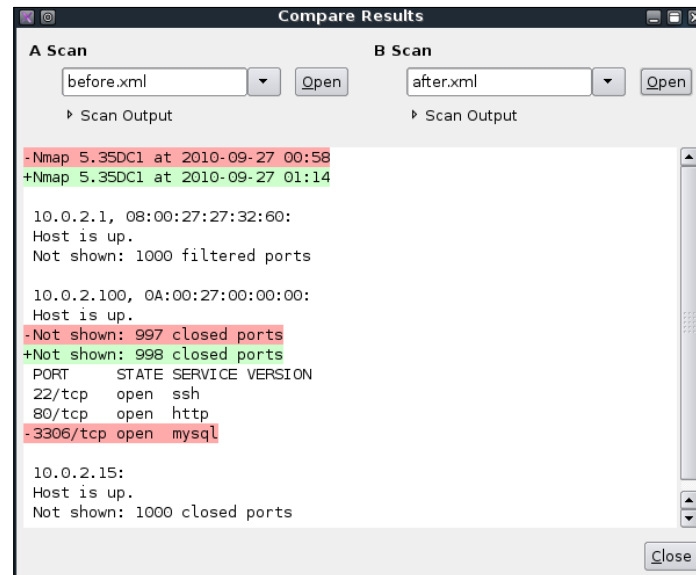 Compare Results
A Scan
B Scan
before.xml
Open
after.xml
Open
Scan Output
Scan Output
-Nmap 5.35DC1 at 2010-09-27 00:58
+Nmap 5.35DC1 at 2010-09-27 01:14
10.0.2.1, 08:00:27:27:32:60:
Host is up.
Not shown: 1000 filtered ports
10.0.2.100, 0A:00:27:00:00:00:
Host is up.
-Not shown: 997 closed ports
+Not shown: 998 closed ports
PORT STATE SERVICE VERSION
22/tcp open ssh
80/tcp open http
-3306/tcp open mysql
10.0.2.15:
Host is up.
Not shown: 1000 closed ports
Close